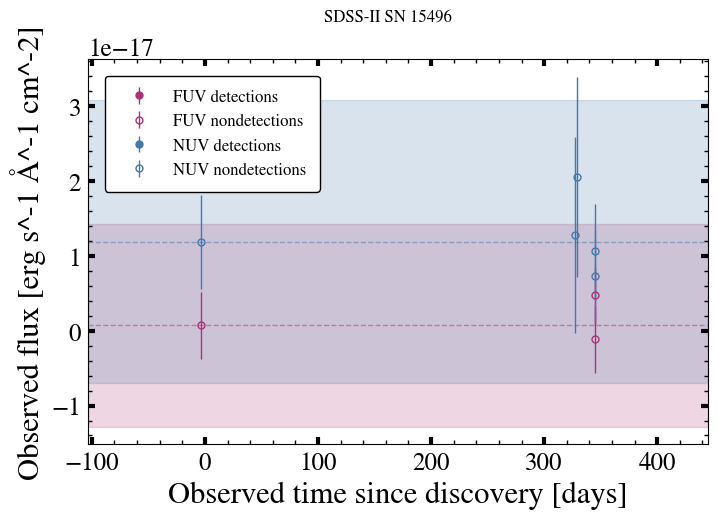 SDSS-II SN 15496
1e−17
Observed flux [erg s^-1 Å^-1 cm^-2]
3
2
1
0
−1
FUV detections
FUV nondetections
NUV detections
NUV nondetections
−100 0 100 200 300 400
Observed time since discovery [days]